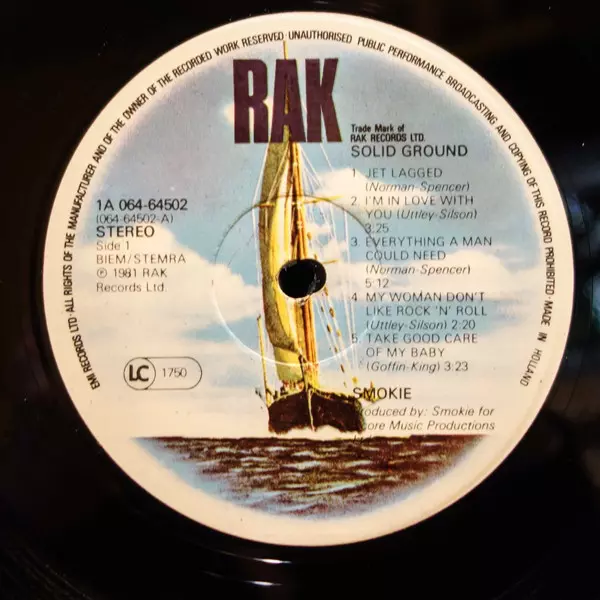 EMI RECORDS LTD· ALL RIGHTS OF THE MANUFACTURER AND OF THE OWNER OF THE RECORDED WORK RESERVED· UNAUTHORISED PUBLIC PERFORMANCE BROADCASTING AND COPYING OF THIS RECORD PROHIBITED· MADE IN HOLLAND
RAK
Trade Mark of
RAK RECORDS LTD.
SOLID GROUND
1. JET LAGGED
(Norman-Spencer)
2. I'M IN LOVE WITH
YOU (Uttley-Silson)
3:25
3. EVERYTHING A MAN
COULD NEED
(Norman-Spencer)
5:12
4. MY WOMAN DON'T
LIKE ROCK 'N' ROLL
(Uttley-Silson) 2:20
5. TAKE GOOD CARE
OF MY BABY
(Goffin-King) 3:23
SMOKIE
Produced by: Smokie for
Music Productions
1A 064-64502
(064-64502-A)
STEREO
Side 1
BIEM/STEMRA
℗ 1981 RAK
Records Ltd.
LC 1750